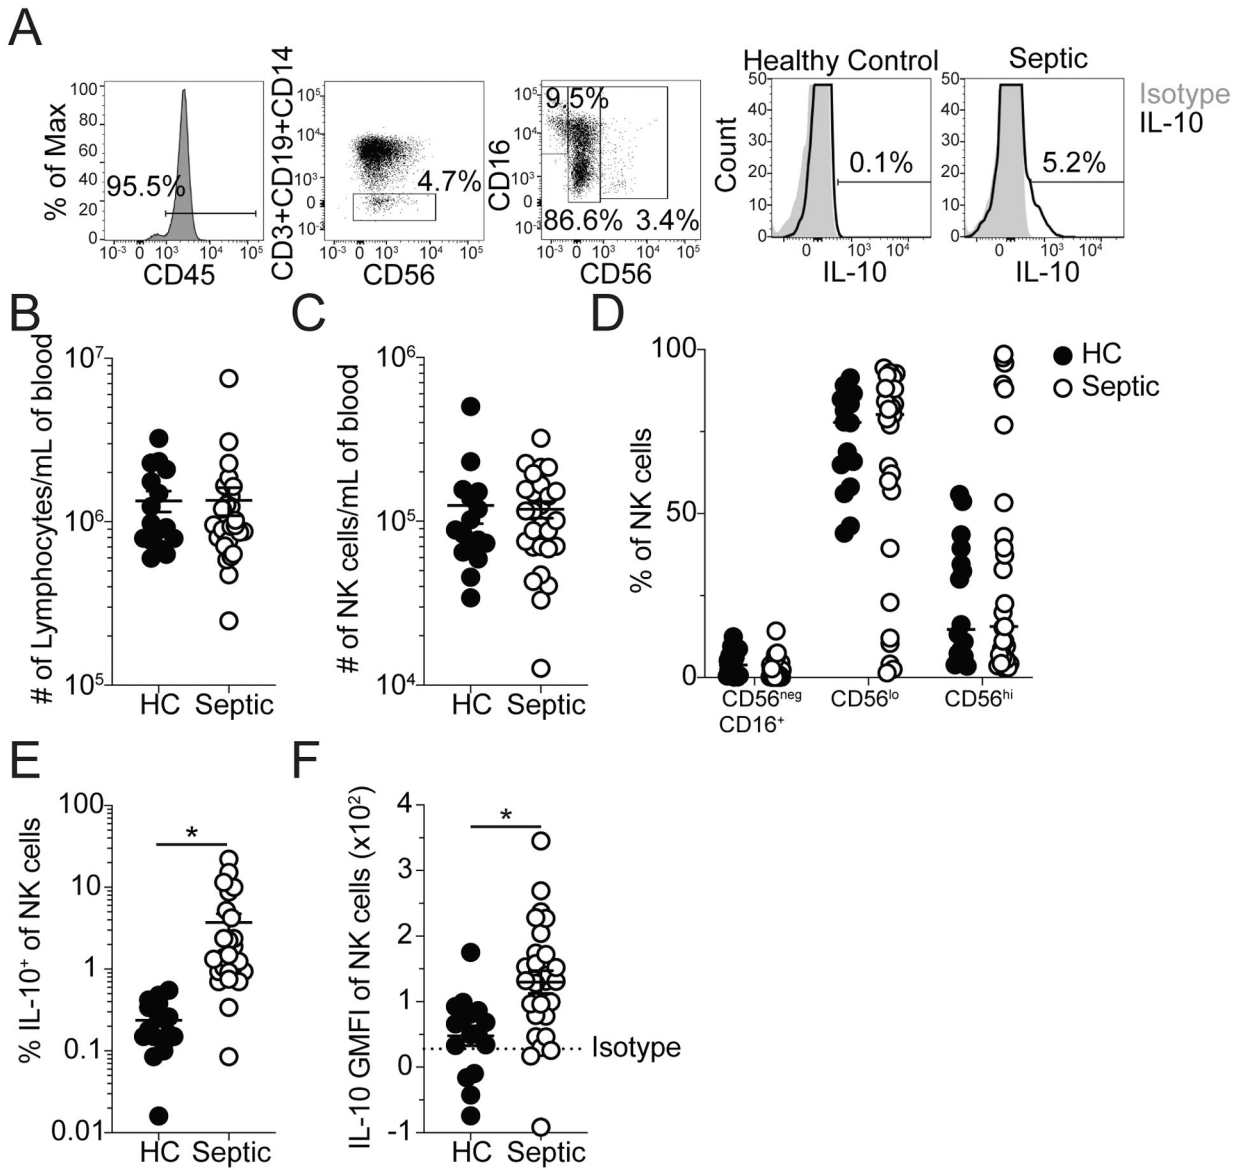 A
% of Max
100
80
60
40
20
0
95.5%
-10⁻³ 0 10³ 10⁴ 10⁵
CD45
CD3+CD19+CD14
10⁵
10⁴
10³
0
-10⁻³
4.7%
-10⁻³ 0 10³ 10⁴ 10⁵
CD56
CD16
10⁵
10⁴
10³
0
-10⁻³
9.5%
86.6% 3.4%
-10⁻³ 0 10³ 10⁴ 10⁵
CD56
Healthy Control
Count
50
40
30
20
10
0
0.1%
0 10³ 10⁴
IL-10
Septic
50
40
30
20
10
0
5.2%
0 10³ 10⁴
IL-10
Isotype
IL-10
B
# of Lymphocytes/mL of blood
10⁷
10⁶
10⁵
HC Septic
C
# of NK cells/mL of blood
10⁶
10⁵
10⁴
HC Septic
D
% of NK cells
100
50
0
CD56ⁿᵉᵍ
CD16⁺
CD56ˡᵒ
CD56ʰⁱ
HC
Septic
E
% IL-10⁺ of NK cells
100
10
1
0.1
0.01
*
HC Septic
F
IL-10 GMFI of NK cells (x10²)
4
3
2
1
0
-1
*
Isotype
HC Septic